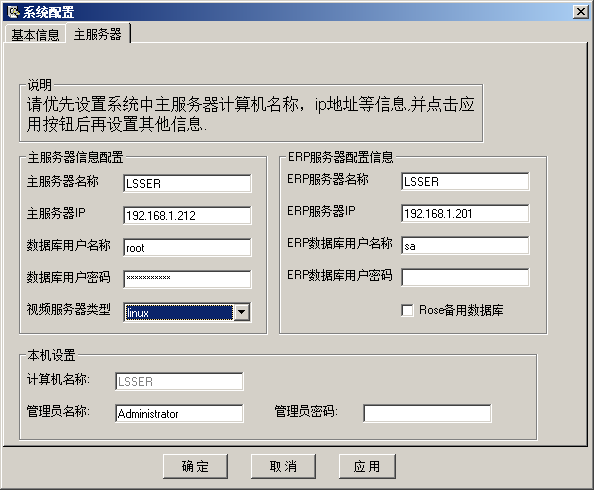 系统配置
基本信息 主服务器
说明
请优先设置系统中主服务器计算机名称，ip地址等信息,并点击应
用按钮后再设置其他信息.
主服务器信息配置
主服务器名称 LSSER
主服务器IP 192.168.1.212
数据库用户名称 root
数据库用户密码 ***********
视频服务器类型 linux
ERP服务器配置信息
ERP服务器名称 LSSER
ERP服务器IP 192.168.1.201
ERP数据库用户名称 sa
ERP数据库用户密码
Rose备用数据库
本机设置
计算机名称: LSSER
管理员名称: Administrator 管理员密码:
确定 取消 应用